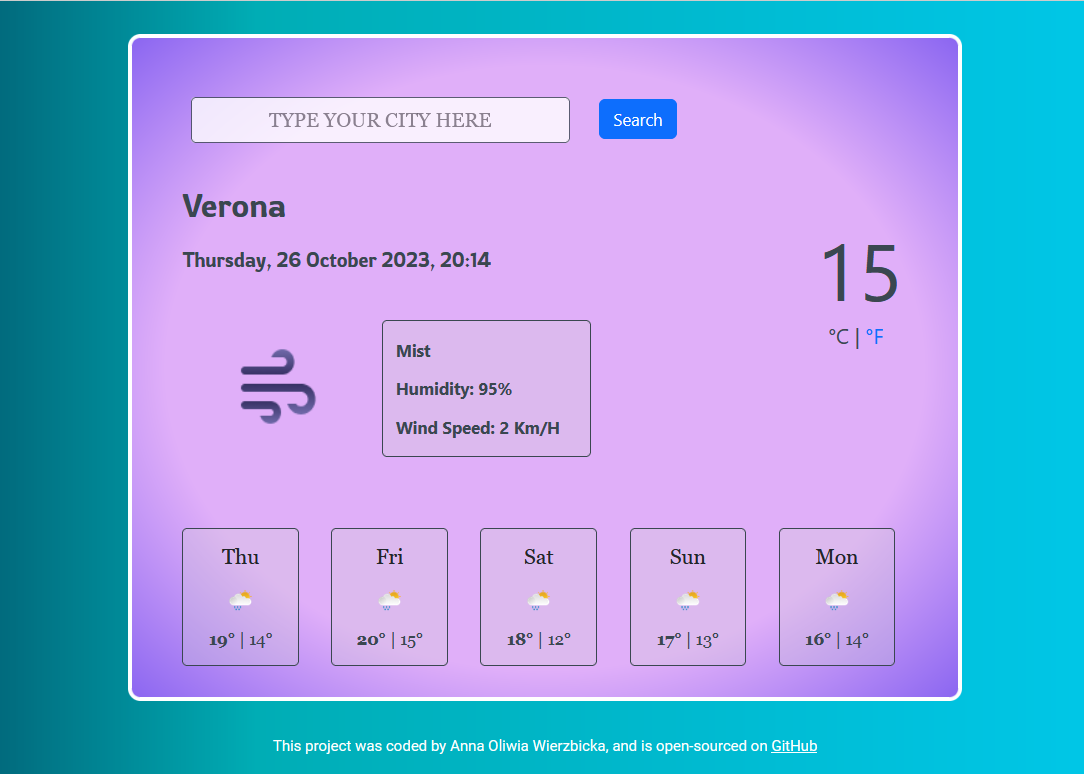 TYPE YOUR CITY HERE
Search
Verona
Thursday, 26 October 2023, 20:14
15
°C | °F
Mist
Humidity: 95%
Wind Speed: 2 Km/H
Thu
19° | 14°
Fri
20° | 15°
Sat
18° | 12°
Sun
17° | 13°
Mon
16° | 14°
This project was coded by Anna Oliwia Wierzbicka, and is open-sourced on GitHub